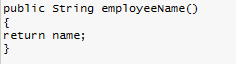 public String employeeName()
{
return name;
}